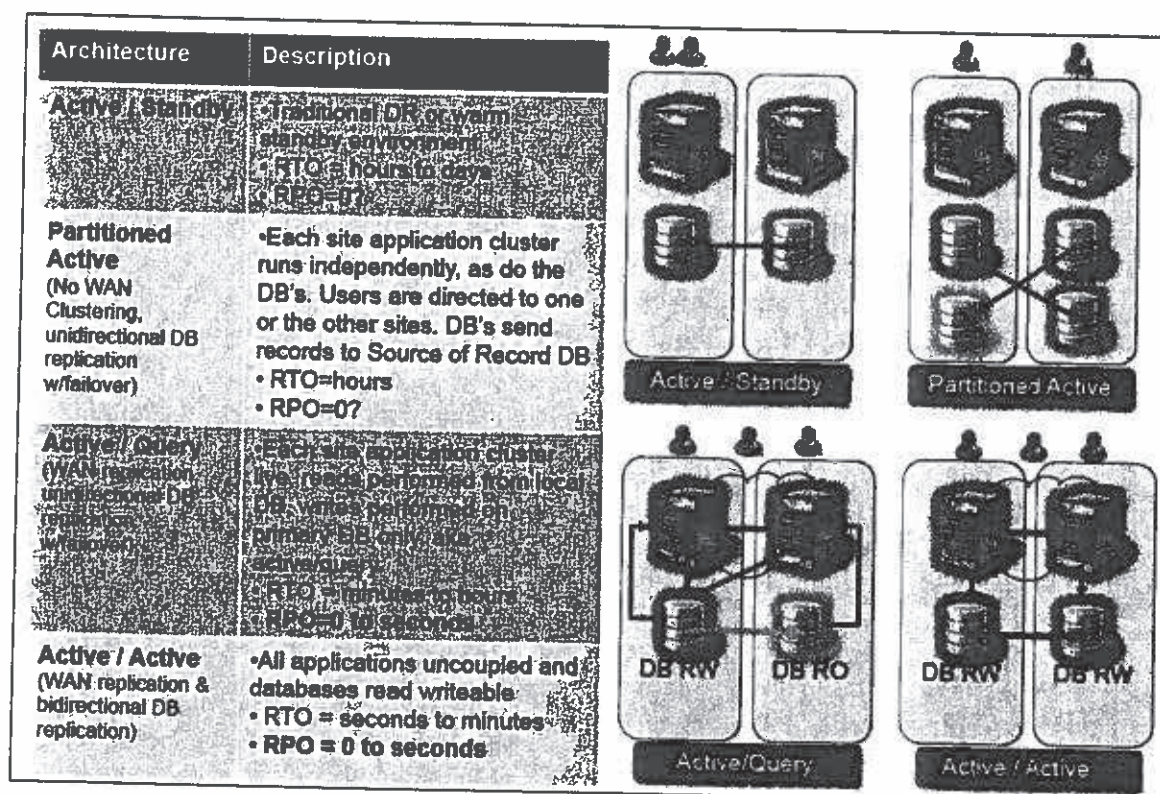 Architecture
Description
Active / Standby
•Traditional DR or warm
standby environment
• RTO = hours to days
• RPO=0?
Partitioned
Active
(No WAN
Clustering,
unidirectional DB
replication
w/failover)
•Each site application cluster
runs independently, as do the
DB's. Users are directed to one
or the other sites. DB's send
records to Source of Record DB
• RTO=hours
• RPO=0?
Active / Query
(WAN replication
unidirectional DB
replication
w/failover)
•Each site application cluster
live, reads performed from local
DB, writes performed on
primary DB only, aka
active/query
• RTO = minutes to hours
• RPO=0 to seconds
Active / Active
(WAN replication &
bidirectional DB
replication)
•All applications uncoupled and
databases read writeable
• RTO = seconds to minutes
• RPO = 0 to seconds
Active / Standby
Partitioned Active
DB RW
DB RO
DB RW
DB RW
Active/Query
Active / Active